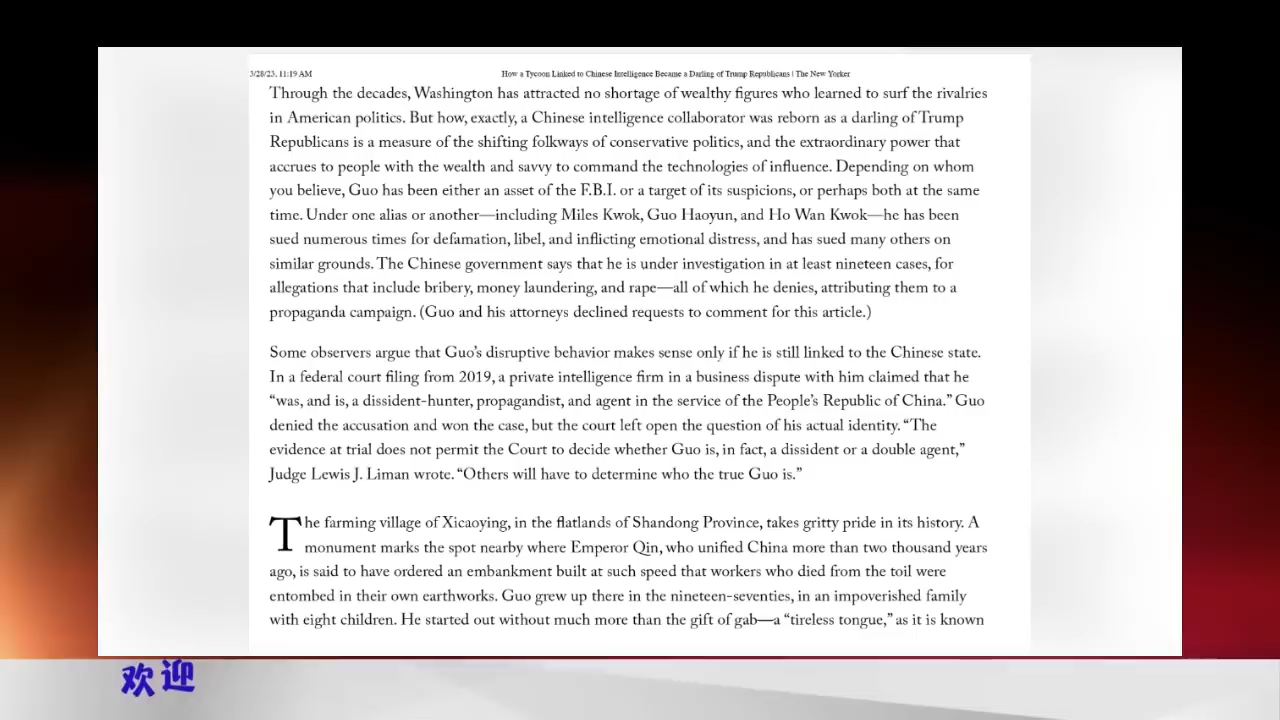 3/28/23, 11:19 AM How a Tycoon Linked to Chinese Intelligence Became a Darling of Trump Republicans | The New Yorker
Through the decades, Washington has attracted no shortage of wealthy figures who learned to surf the rivalries
in American politics. But how, exactly, a Chinese intelligence collaborator was reborn as a darling of Trump
Republicans is a measure of the shifting folkways of conservative politics, and the extraordinary power that
accrues to people with the wealth and savvy to command the technologies of influence. Depending on whom
you believe, Guo has been either an asset of the F.B.I. or a target of its suspicions, or perhaps both at the same
time. Under one alias or another—including Miles Kwok, Guo Haoyun, and Ho Wan Kwok—he has been
sued numerous times for defamation, libel, and inflicting emotional distress, and has sued many others on
similar grounds. The Chinese government says that he is under investigation in at least nineteen cases, for
allegations that include bribery, money laundering, and rape—all of which he denies, attributing them to a
propaganda campaign. (Guo and his attorneys declined requests to comment for this article.)
Some observers argue that Guo’s disruptive behavior makes sense only if he is still linked to the Chinese state.
In a federal court filing from 2019, a private intelligence firm in a business dispute with him claimed that he
“was, and is, a dissident-hunter, propagandist, and agent in the service of the People’s Republic of China.” Guo
denied the accusation and won the case, but the court left open the question of his actual identity. “The
evidence at trial does not permit the Court to decide whether Guo is, in fact, a dissident or a double agent,”
Judge Lewis J. Liman wrote. “Others will have to determine who the true Guo is.”
The farming village of Xicaoying, in the flatlands of Shandong Province, takes gritty pride in its history. A
monument marks the spot nearby where Emperor Qin, who unified China more than two thousand years
ago, is said to have ordered an embankment built at such speed that workers who died from the toil were
entombed in their own earthworks. Guo grew up there in the nineteen-seventies, in an impoverished family
with eight children. He started out without much more than the gift of gab—a “tireless tongue,” as it is known
欢迎